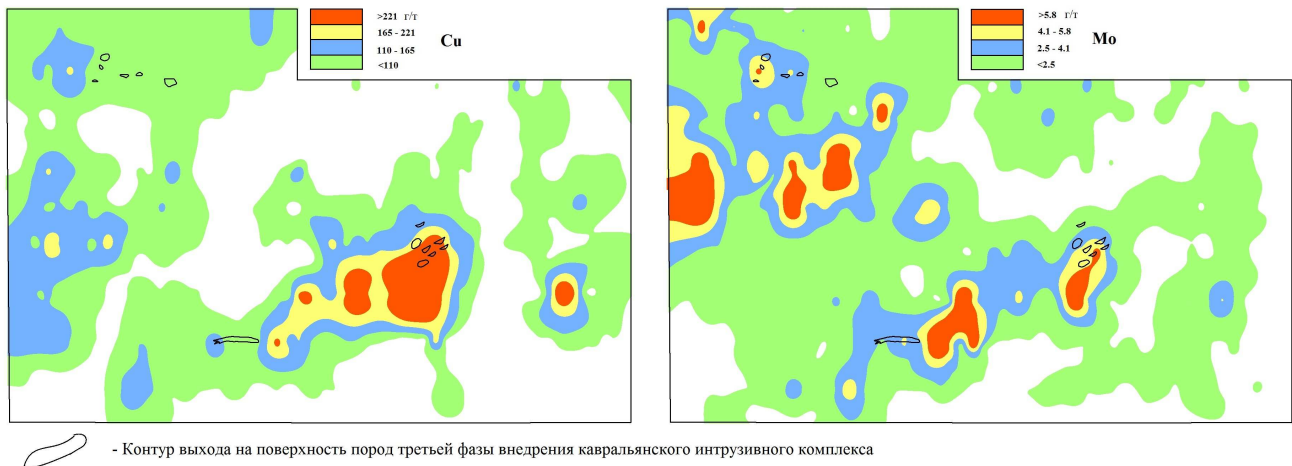 >221 г/т
165 - 221
110 - 165
<110
Cu
>5.8 г/т
4.1 - 5.8
2.5 - 4.1
<2.5
Mo
- Контур выхода на поверхность пород третьей фазы внедрения кавральянского интрузивного комплекса